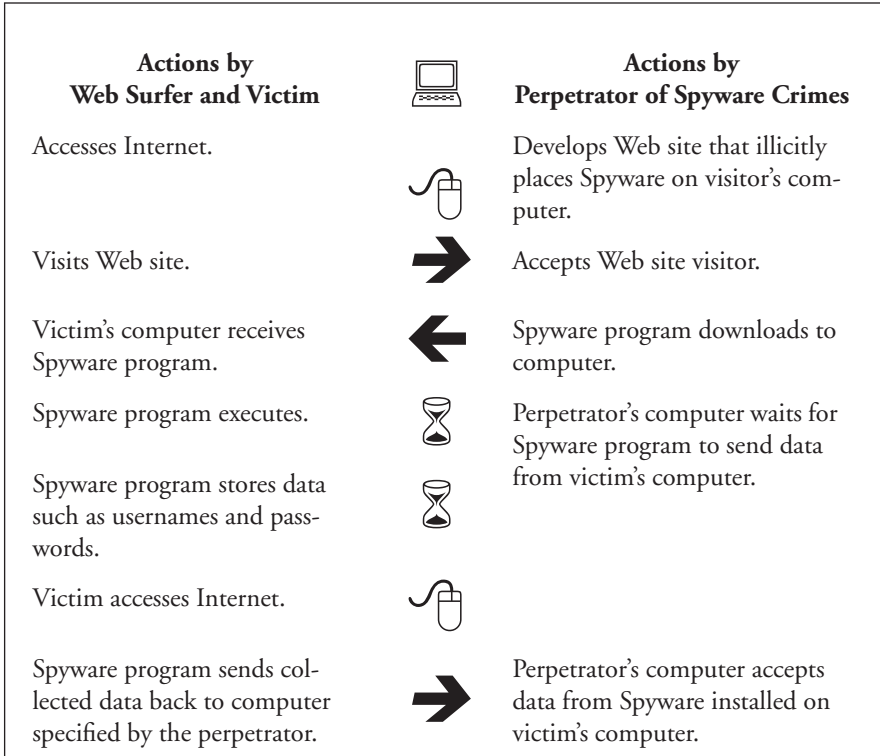 Actions by
Web Surfer and Victim
Actions by
Perpetrator of Spyware Crimes
Accesses Internet.
Develops Web site that illicitly
places Spyware on visitor’s com-
puter.
Visits Web site.
Accepts Web site visitor.
Victim’s computer receives
Spyware program.
Spyware program downloads to
computer.
Spyware program executes.
Perpetrator’s computer waits for
Spyware program to send data
from victim’s computer.
Spyware program stores data
such as usernames and pass-
words.
Victim accesses Internet.
Spyware program sends col-
lected data back to computer
specified by the perpetrator.
Perpetrator’s computer accepts
data from Spyware installed on
victim’s computer.